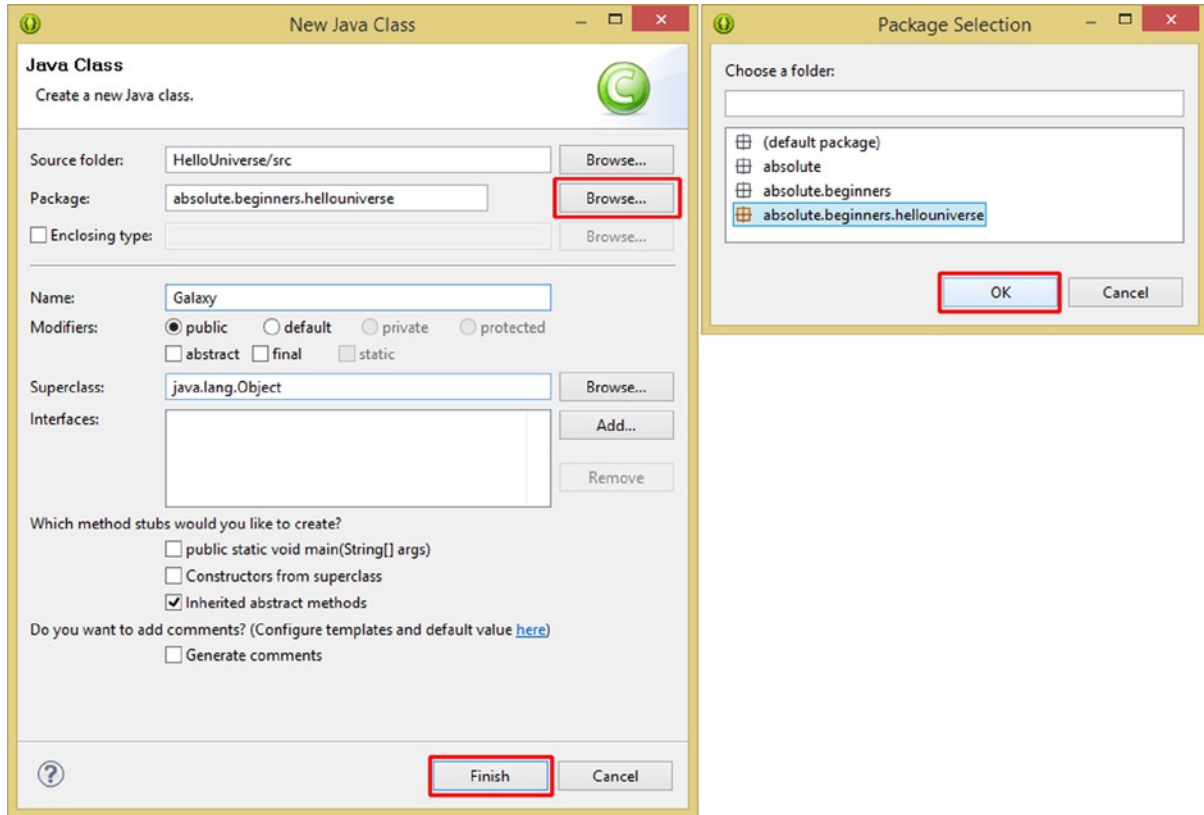 New Java Class
Java Class
Create a new Java class.
Source folder: HelloUniverse/src Browse...
Package: absolute.beginners.hellouniverse Browse...
Enclosing type: Browse...
Name: Galaxy
Modifiers: public default private protected
abstract final static
Superclass: java.lang.Object Browse...
Interfaces: Add...
Remove
Which method stubs would you like to create?
public static void main(String[] args)
Constructors from superclass
Inherited abstract methods
Do you want to add comments? (Configure templates and default value here)
Generate comments
? Finish Cancel
Package Selection
Choose a folder:
(default package)
absolute
absolute.beginners
absolute.beginners.hellouniverse
OK Cancel